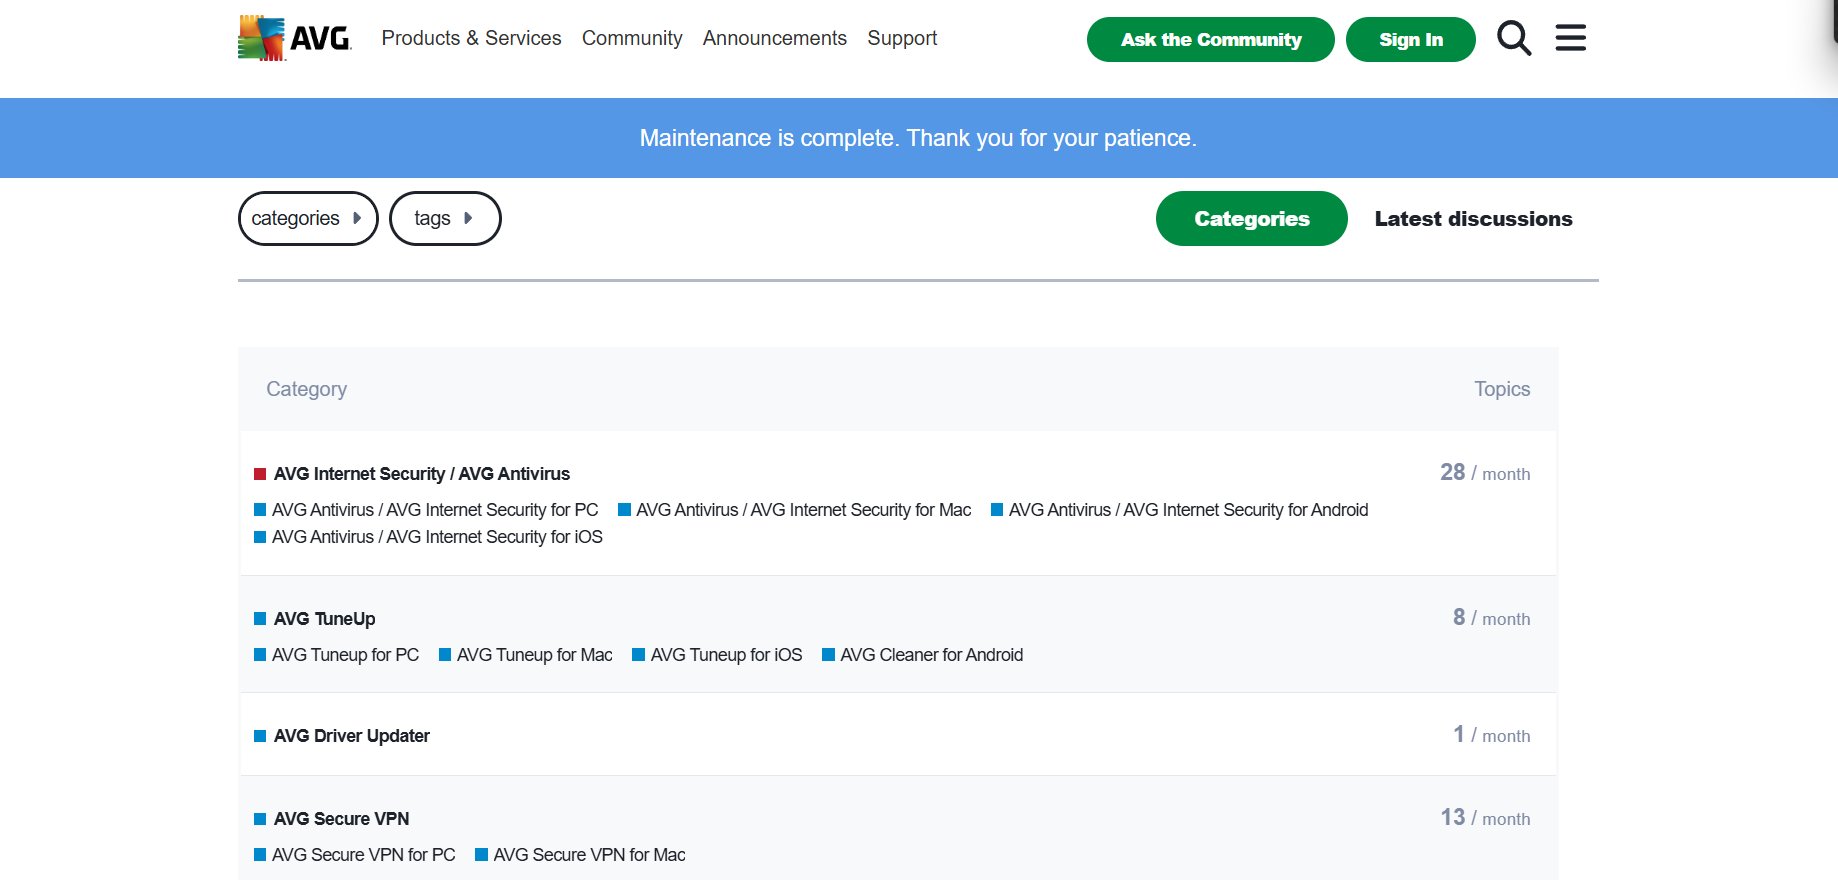 AVG Products & Services Community Announcements Support Ask the Community Sign In
Maintenance is complete. Thank you for your patience.
categories tags Categories Latest discussions
Category Topics
AVG Internet Security / AVG Antivirus 28 / month
AVG Antivirus / AVG Internet Security for PC AVG Antivirus / AVG Internet Security for Mac AVG Antivirus / AVG Internet Security for Android
AVG Antivirus / AVG Internet Security for iOS
AVG TuneUp 8 / month
AVG Tuneup for PC AVG Tuneup for Mac AVG Tuneup for iOS AVG Cleaner for Android
AVG Driver Updater 1 / month
AVG Secure VPN 13 / month
AVG Secure VPN for PC AVG Secure VPN for Mac